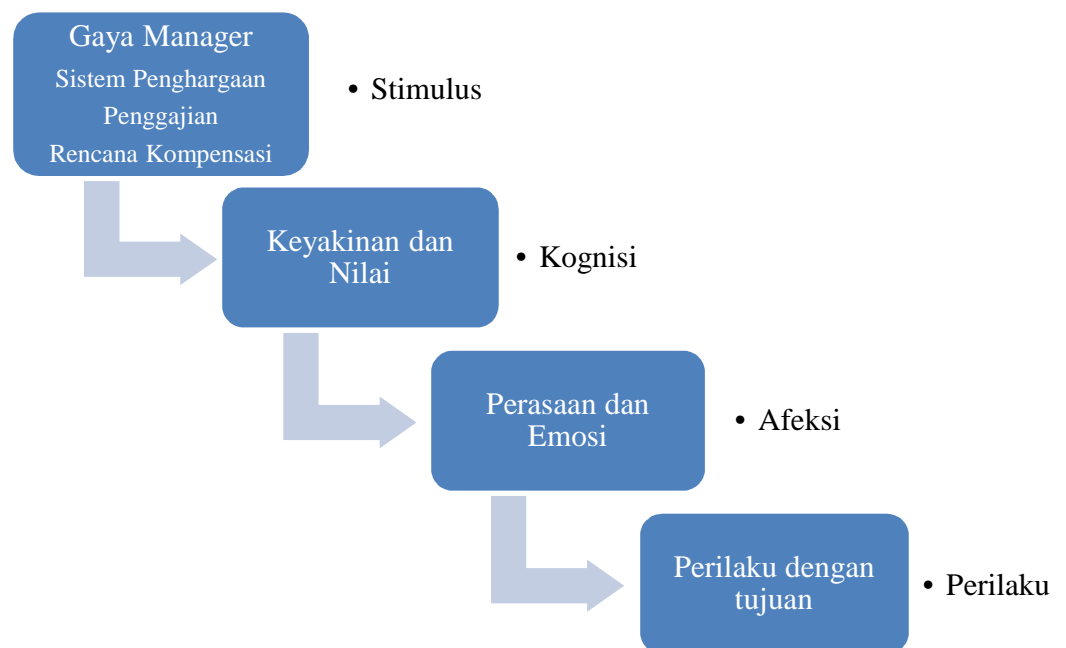 Gaya Manager
Sistem Penghargaan
Penggajian
Rencana Kompensasi
• Stimulus
Keyakinan dan
Nilai
• Kognisi
Perasaan dan
Emosi
• Afeksi
Perilaku dengan
tujuan
• Perilaku